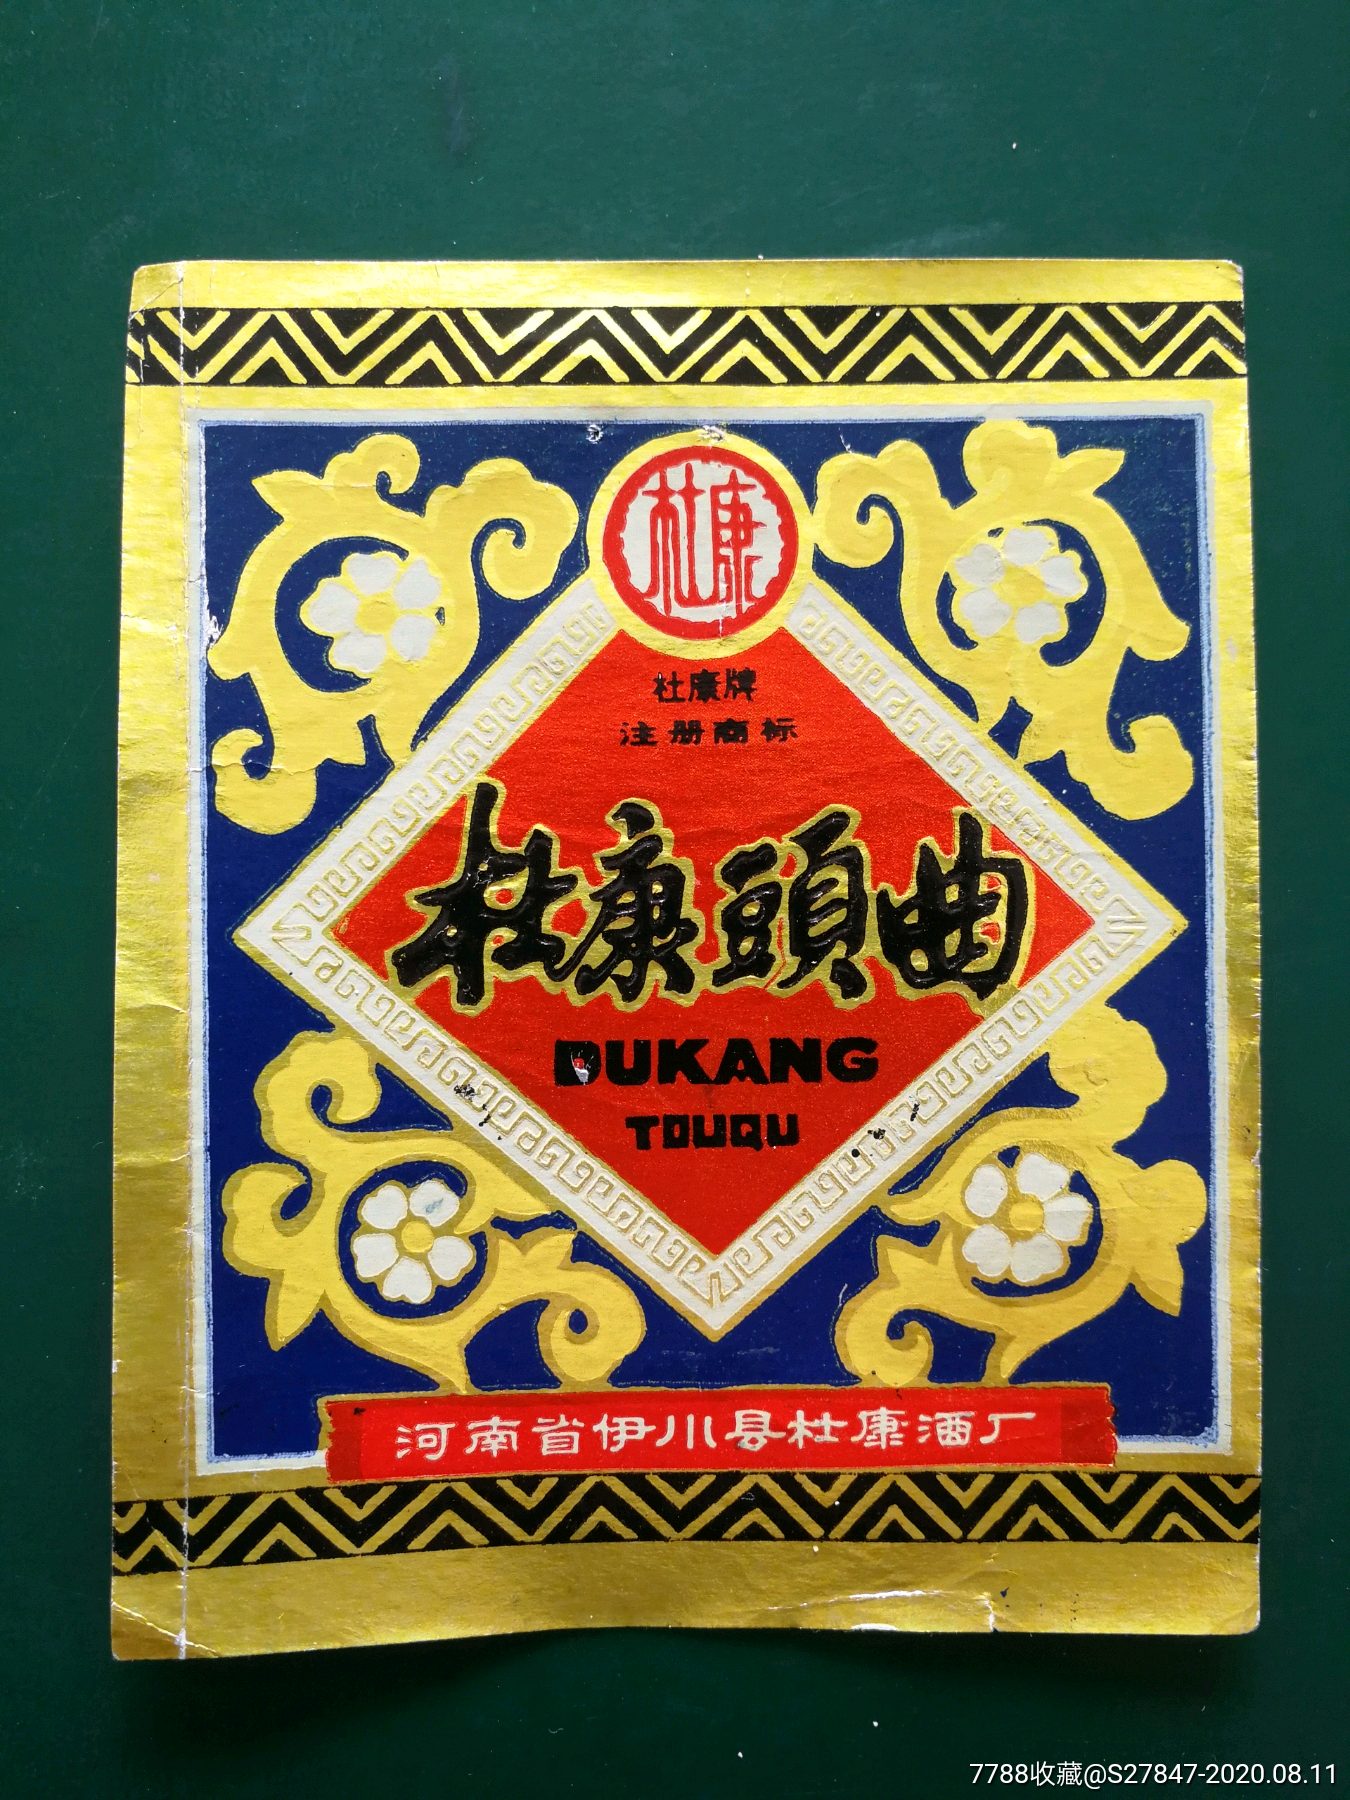 杜康
杜康牌
注册商标
杜康頭曲
DUKANG
TOUQU
河南省伊川县杜康酒厂
7788收藏@S27847-2020.08.11